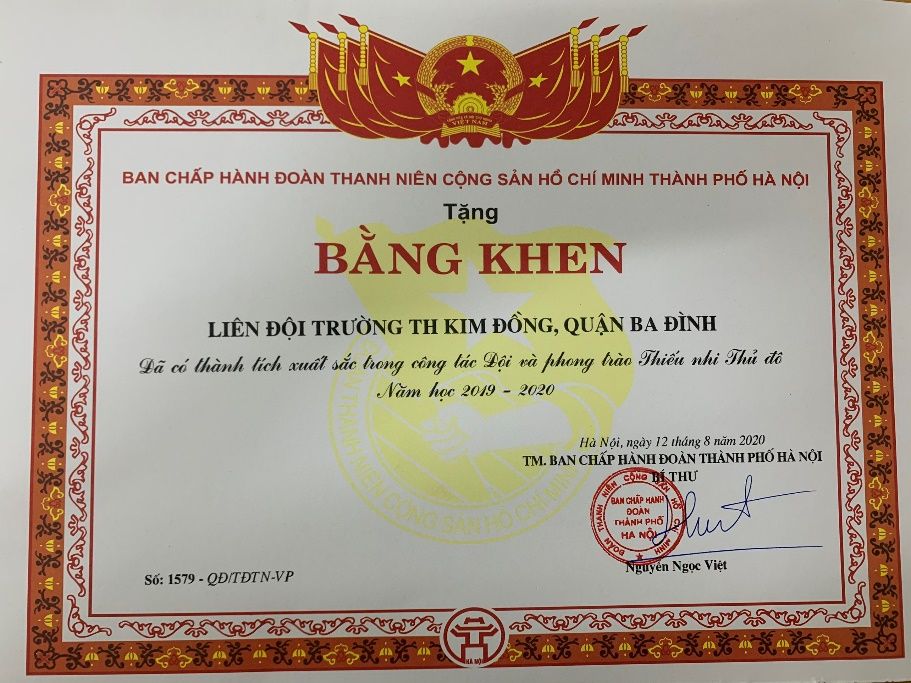 BAN CHẤP HÀNH ĐOÀN THANH NIÊN CỘNG SẢN HỒ CHÍ MINH THÀNH PHỐ HÀ NỘI
Tặng
BẰNG KHEN
LIÊN ĐỘI TRƯỜNG TH KIM ĐỒNG, QUẬN BA ĐÌNH
Đã có thành tích xuất sắc trong công tác Đội và phong trào Thiếu nhi Thủ đô
Năm học 2019 - 2020
Hà Nội, ngày 12 tháng 8 năm 2020
TM. BAN CHẤP HÀNH ĐOÀN THÀNH PHỐ HÀ NỘI
BÍ THƯ
BAN CHẤP HÀNH
ĐOÀN
THÀNH PHỐ
HÀ NỘI
Nguyễn Ngọc Việt
Số: 1579 - QĐ/TĐTN-VP
HÀ NỘI